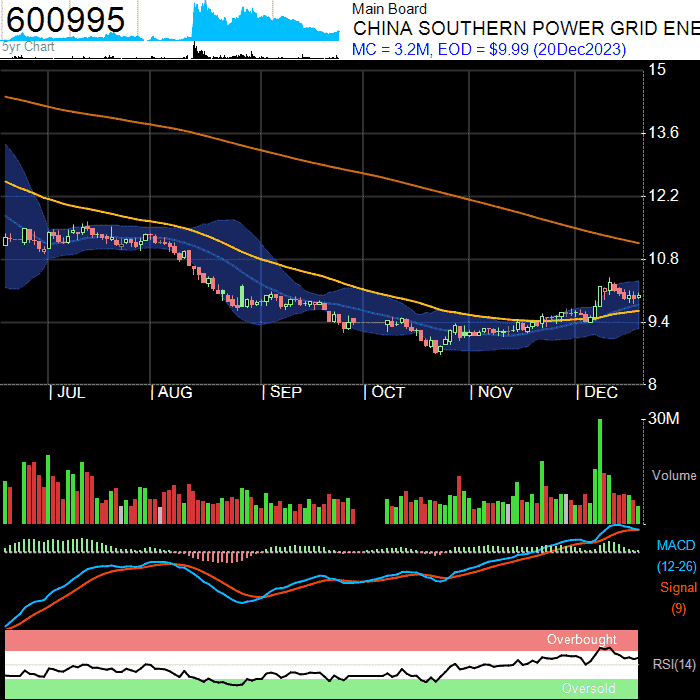 600995
5yr Chart
Main Board
CHINA SOUTHERN POWER GRID ENE
MC = 3.2M, EOD = $9.99 (20Dec2023)
15
13.6
12.2
10.8
9.4
8
| JUL | AUG | SEP | OCT | NOV | DEC
30M
Volume
MACD
(12-26)
Signal
(9)
Overbought
RSI(14)
Oversold